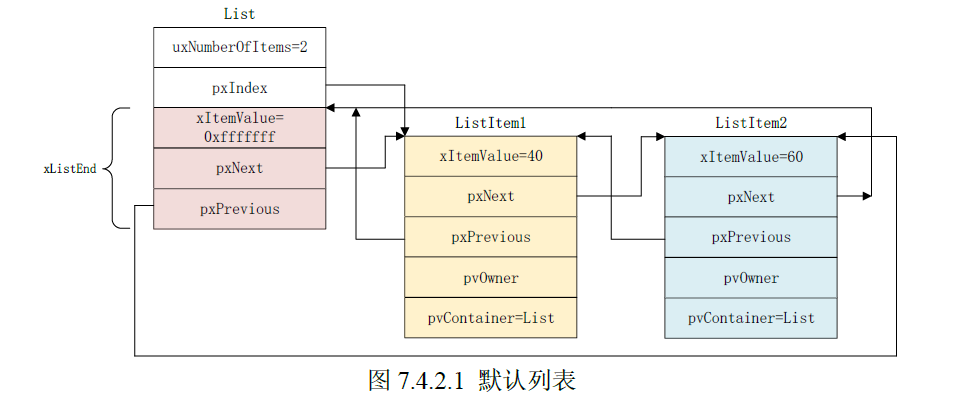 List
uxNumberOfItems=2
pxIndex
xItemValue=
0xfffffff
pxNext
pxPrevious
xListEnd
ListItem1
xItemValue=40
pxNext
pxPrevious
pvOwner
pvContainer=List
ListItem2
xItemValue=60
pxNext
pxPrevious
pvOwner
pvContainer=List
图 7.4.2.1 默认列表